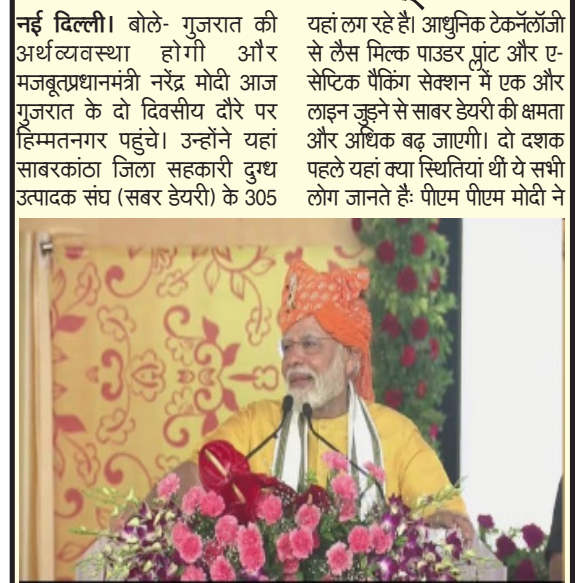 नई दिल्ली। बोले- गुजरात की
अर्थव्यवस्था होगी और
मजबूतप्रधानमंत्री नरेंद्र मोदी आज
गुजरात के दो दिवसीय दौरे पर
हिम्मतनगर पहुंचे। उन्होंने यहां
साबरकांठा जिला सहकारी दुग्ध
उत्पादक संघ (सबर डेयरी) के 305
यहां लग रहे है। आधुनिक टेकनॅलॉजी
से लैस मिल्क पाउडर प्लांट और ए-
सेप्टिक पैकिंग सेक्शन में एक और
लाइन जुड़ने से साबर डेयरी की क्षमता
और अधिक बढ़ जाएगी। दो दशक
पहले यहां क्या स्थितियां थीं ये सभी
लोग जानते हैः पीएम पीएम मोदी ने